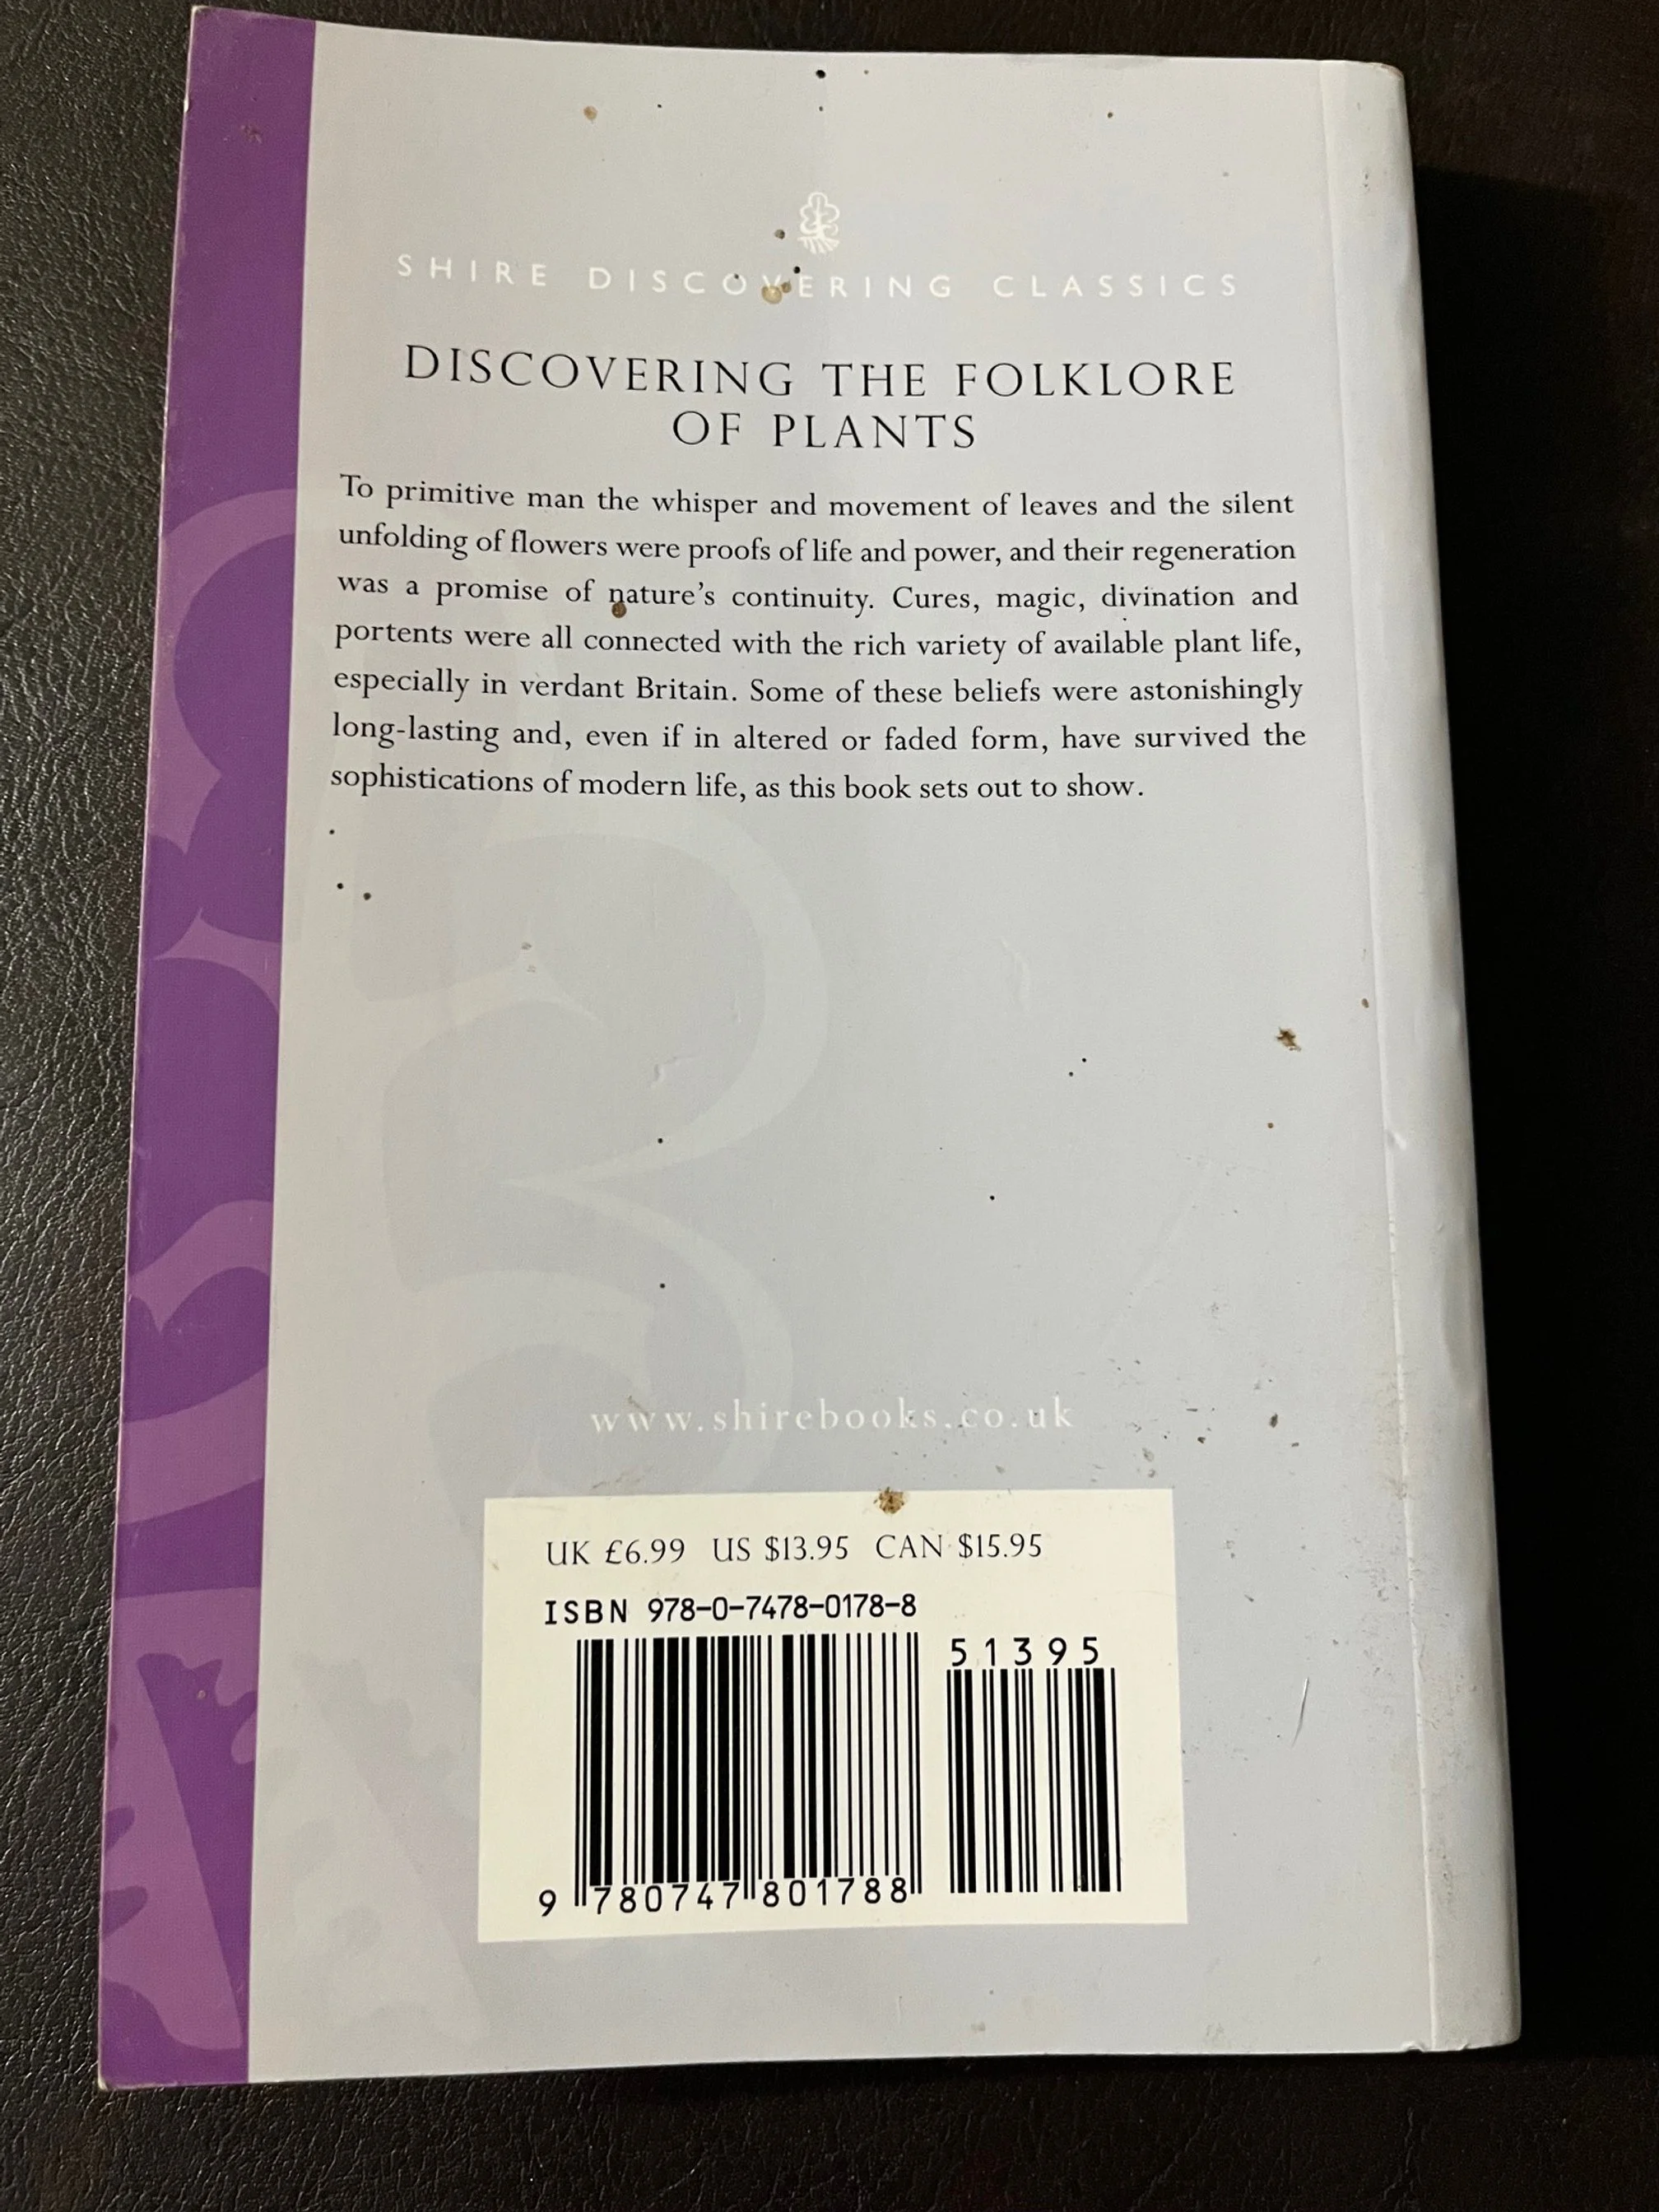 SHIRE DISCOVERING CLASSICS
DISCOVERING THE FOLKLORE
OF PLANTS
To primitive man the whisper and movement of leaves and the silent
unfolding of flowers were proofs of life and power, and their regeneration
was a promise of nature's continuity. Cures, magic, divination and
portents were all connected with the rich variety of available plant life,
especially in verdant Britain. Some of these beliefs were astonishingly
long-lasting and, even if in altered or faded form, have survived the
sophistications of modern life, as this book sets out to show.
www.shirebooks.co.uk
UK £6.99 US $13.95 CAN $15.95
ISBN 978-0-7478-0178-8
51395
9 780747 801788